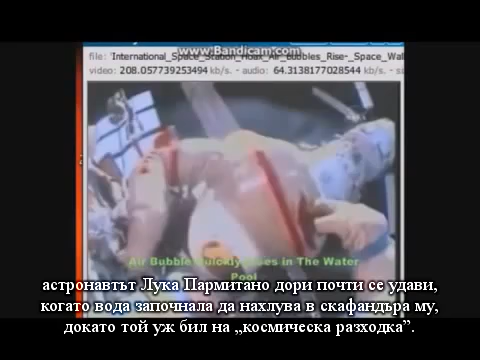 www.Bandicam.com
file: 'International_Space_Station_Hoax_Air_bubbles_Rise-_Space_Wal
video: 208.057739253494 kb/s. - audio: 64.3138177028544 kb/s. - si
Air Bubble Quickly Rises in The Water
Pool
астронавтът Лука Пармитано дори почти се удави,
когато вода започнала да нахлува в скафандъра му,
докато той уж бил на „космическа разходка”.